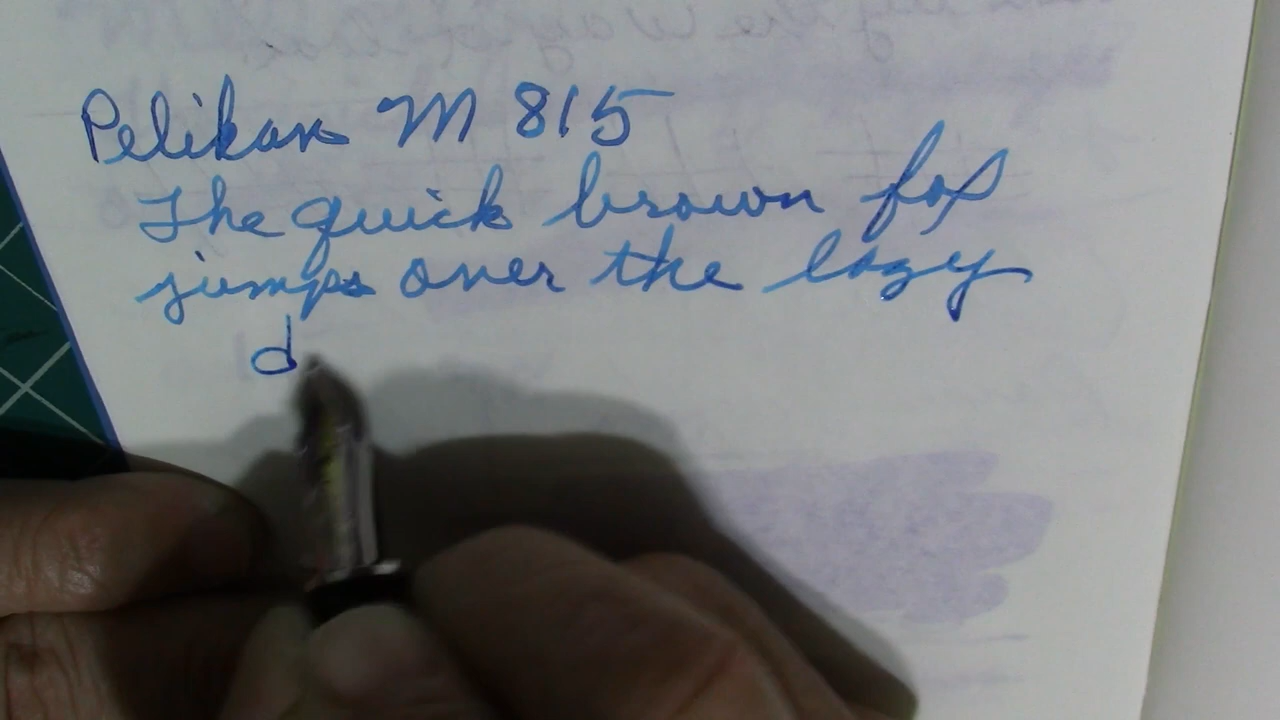 Pelikan M 815
The quick brown fox
jumps over the lazy
d